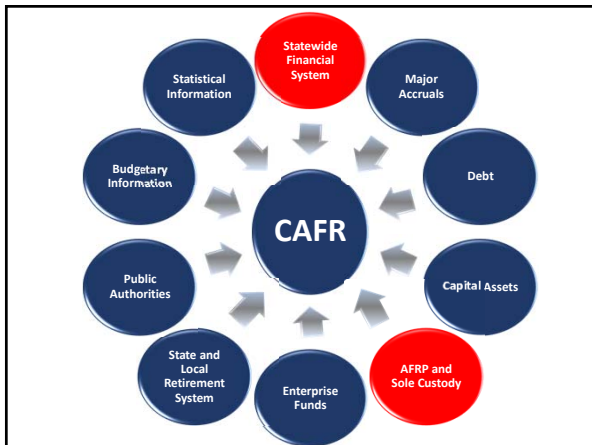 Statewide
Financial
System
Major
Accruals
Debt
Capital Assets
AFRP and
Sole Custody
Enterprise
Funds
State and
Local
Retirement
System
Public
Authorities
Budgetary
Information
Statistical
Information
CAFR